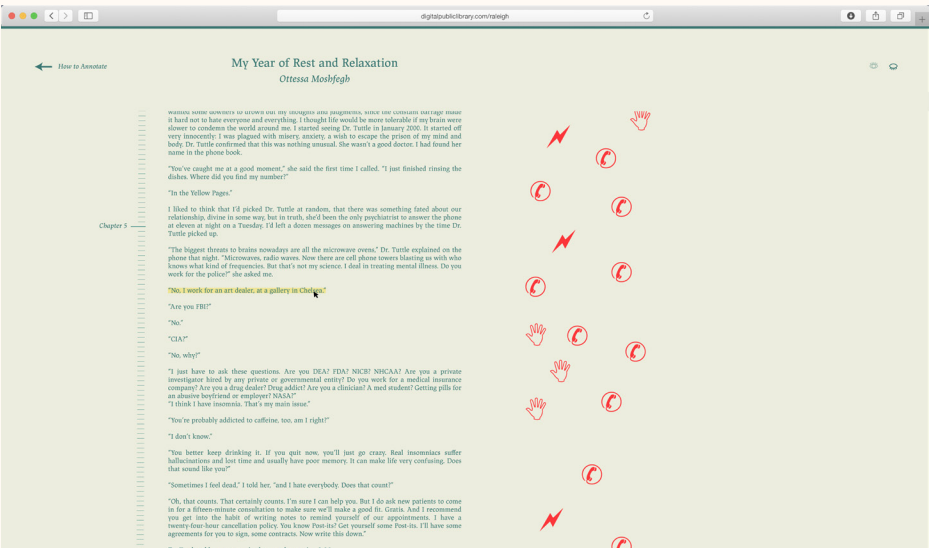 digitalpubliclibrary.com/raleigh
How to Annotate
My Year of Rest and Relaxation
Ottessa Moshfegh
wanted some downers to drown out my thoughts and judgments, since the constant barrage made
it hard not to hate everyone and everything. I thought life would be more tolerable if my brain were
slower to condemn the world around me. I started seeing Dr. Tuttle in January 2000. It started off
very innocently: I was plagued with misery, anxiety, a wish to escape the prison of my mind and
body. Dr. Tuttle confirmed that this was nothing unusual. She wasn't a good doctor. I had found her
name in the phone book.
"You've caught me at a good moment," she said the first time I called. "I just finished rinsing the
dishes. Where did you find my number?"
"In the Yellow Pages."
I liked to think that I'd picked Dr. Tuttle at random, that there was something fated about our
relationship, divine in some way, but in truth, she'd been the only psychiatrist to answer the phone
at eleven at night on a Tuesday. I'd left a dozen messages on answering machines by the time Dr.
Tuttle picked up.
Chapter 5
"The biggest threats to brains nowadays are all the microwave ovens," Dr. Tuttle explained on the
phone that night. "Microwaves, radio waves. Now there are cell phone towers blasting us with who
knows what kind of frequencies. But that's not my science. I deal in treating mental illness. Do you
work for the police?" she asked me.
"No. I work for an art dealer, at a gallery in Chelsea."
"Are you FBI?"
"No."
"CIA?"
"No, why?"
"I just have to ask these questions. Are you DEA? FDA? NICB? NHCAA? Are you a private
investigator hired by any private or governmental entity? Do you work for a medical insurance
company? Are you a drug dealer? Drug addict? Are you a clinician? A med student? Getting pills for
an abusive boyfriend or employer? NASA?"
"I think I have insomnia. That's my main issue."
"You're probably addicted to caffeine, too, am I right?"
"I don't know."
"You better keep drinking it. If you quit now, you'll just go crazy. Real insomniacs suffer
hallucinations and lost time and usually have poor memory. It can make life very confusing. Does
that sound like you?"
"Sometimes I feel dead," I told her, "and I hate everybody. Does that count?"
"Oh, that counts. That certainly counts. I'm sure I can help you. But I do ask new patients to come
in for a fifteen-minute consultation to make sure we'll make a good fit. Gratis. And I recommend
you get into the habit of writing notes to remind yourself of our appointments. I have a
twenty-four-hour cancellation policy. You know Post-its? Get yourself some Post-its. I'll have some
agreements for you to sign, some contracts. Now write this down."